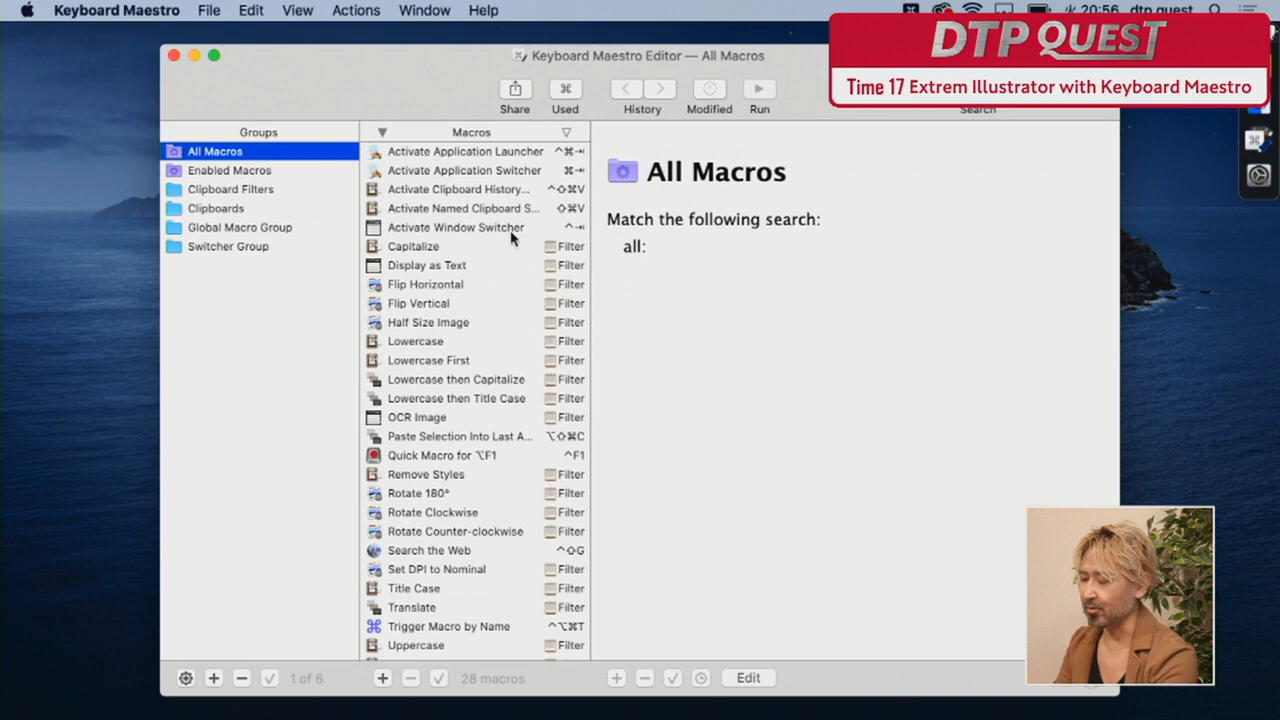 Keyboard Maestro File Edit View Actions Window Help
火 20:56 dtp quest
DTP QUEST
Time 17 Extrem Illustrator with Keyboard Maestro
Keyboard Maestro Editor — All Macros
Share Used History Modified Run Search
Groups
All Macros
Enabled Macros
Clipboard Filters
Clipboards
Global Macro Group
Switcher Group
Macros
Activate Application Launcher ^⌘⇥
Activate Application Switcher ⌘⇥
Activate Clipboard History... ^⇧⌘V
Activate Named Clipboard S... ⇧⌘V
Activate Window Switcher ^⇥
Capitalize Filter
Display as Text Filter
Flip Horizontal Filter
Flip Vertical Filter
Half Size Image Filter
Lowercase Filter
Lowercase First Filter
Lowercase then Capitalize Filter
Lowercase then Title Case Filter
OCR Image Filter
Paste Selection Into Last A... ⌥⇧⌘C
Quick Macro for ⌥F1 ^F1
Remove Styles Filter
Rotate 180° Filter
Rotate Clockwise Filter
Rotate Counter-clockwise Filter
Search the Web ^⇧G
Set DPI to Nominal Filter
Title Case Filter
Translate Filter
Trigger Macro by Name ^⌥⌘T
Uppercase Filter
All Macros
Match the following search:
all:
1 of 6
28 macros
Edit